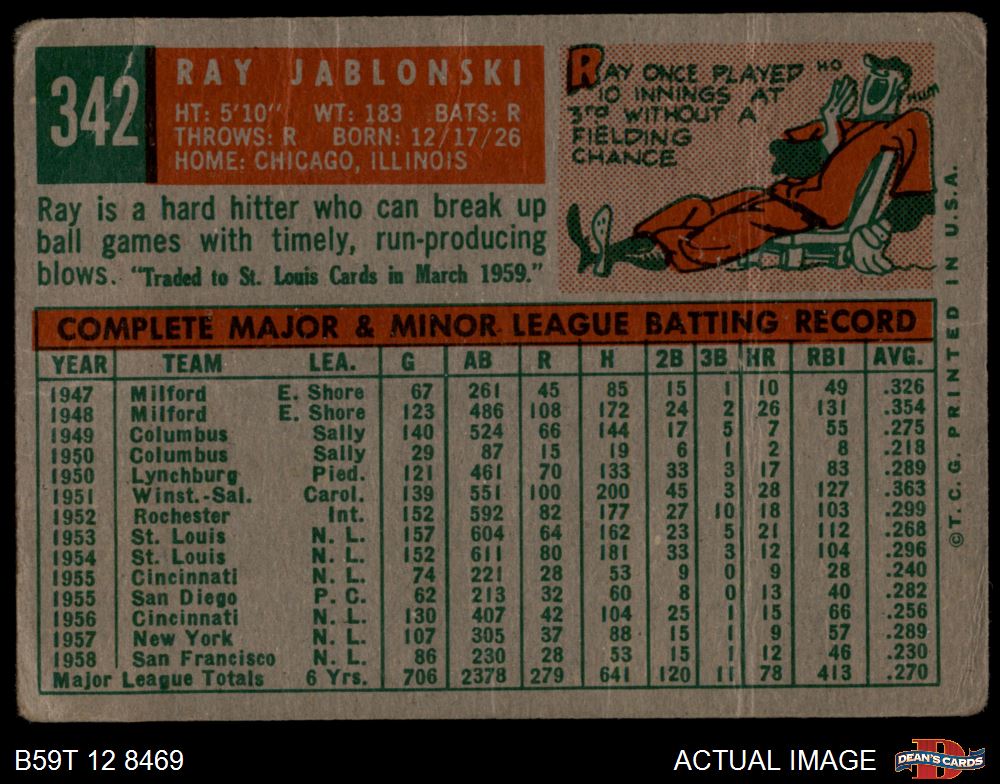 342
RAY JABLONSKI
HT: 5'10" WT: 183 BATS: R
THROWS: R BORN: 12/17/26
HOME: CHICAGO, ILLINOIS
RAY ONCE PLAYED
10 INNINGS AT
3RD WITHOUT A
FIELDING
CHANCE
HO
HUM
Ray is a hard hitter who can break up
ball games with timely, run-producing
blows. "Traded to St. Louis Cards in March 1959."
COMPLETE MAJOR & MINOR LEAGUE BATTING RECORD
YEAR TEAM LEA. G AB R H 2B 3B HR RBI AVG.
1947 Milford E. Shore 67 261 45 85 15 1 10 49 .326
1948 Milford E. Shore 123 486 108 172 24 2 26 131 .354
1949 Columbus Sally 140 524 66 144 17 5 7 55 .275
1950 Columbus Sally 29 87 15 19 6 1 2 8 .218
1950 Lynchburg Pied. 121 461 70 133 33 3 17 83 .289
1951 Winst.-Sal. Carol. 139 551 100 200 45 3 28 127 .363
1952 Rochester Int. 152 592 82 177 27 10 18 103 .299
1953 St. Louis N. L. 157 604 64 162 23 5 21 112 .268
1954 St. Louis N. L. 152 611 80 181 33 3 12 104 .296
1955 Cincinnati N. L. 74 221 28 53 9 0 9 28 .240
1955 San Diego P. C. 62 213 32 60 8 0 13 40 .282
1956 Cincinnati N. L. 130 407 42 104 25 1 15 66 .256
1957 New York N. L. 107 305 37 88 15 1 9 57 .289
1958 San Francisco N. L. 86 230 28 53 15 1 12 46 .230
Major League Totals 6 Yrs. 706 2378 279 641 120 11 78 413 .270
©T.C.G. PRINTED IN U.S.A.
B59T 12 8469
ACTUAL IMAGE
DEAN'S CARDS